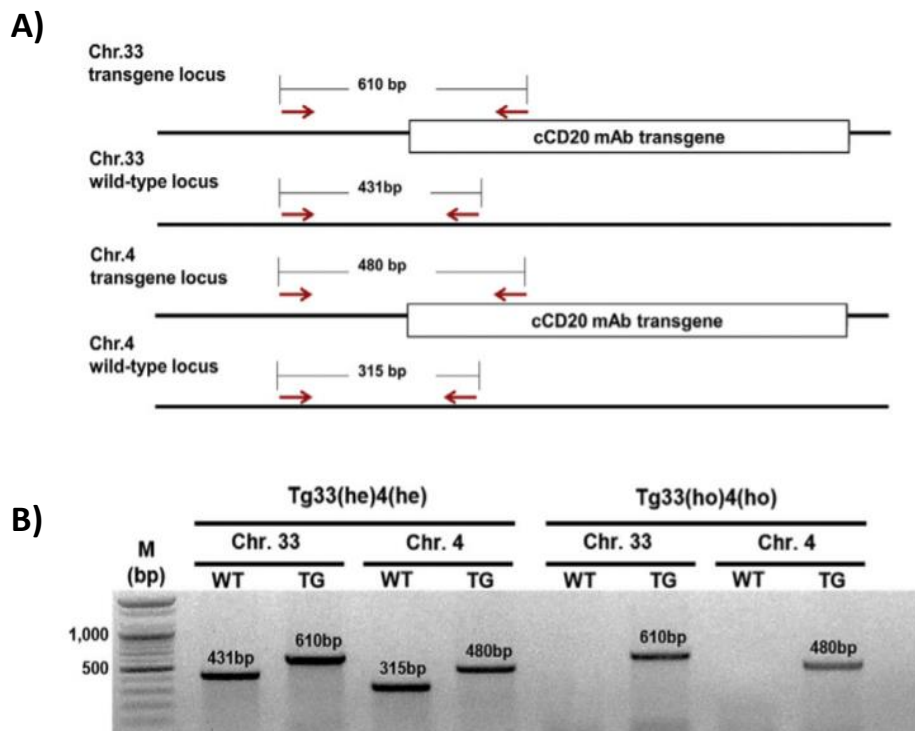 A)
Chr.33
transgene locus
610 bp
cCD20 mAb transgene
Chr.33
wild-type locus
431bp
Chr.4
transgene locus
480 bp
cCD20 mAb transgene
Chr.4
wild-type locus
315 bp
B)
Tg33(he)4(he) Tg33(ho)4(ho)
M
(bp)
Chr. 33 Chr. 4 Chr. 33 Chr. 4
WT TG WT TG WT TG WT TG
1,000
500
431bp 610bp 315bp 480bp 610bp 480bp